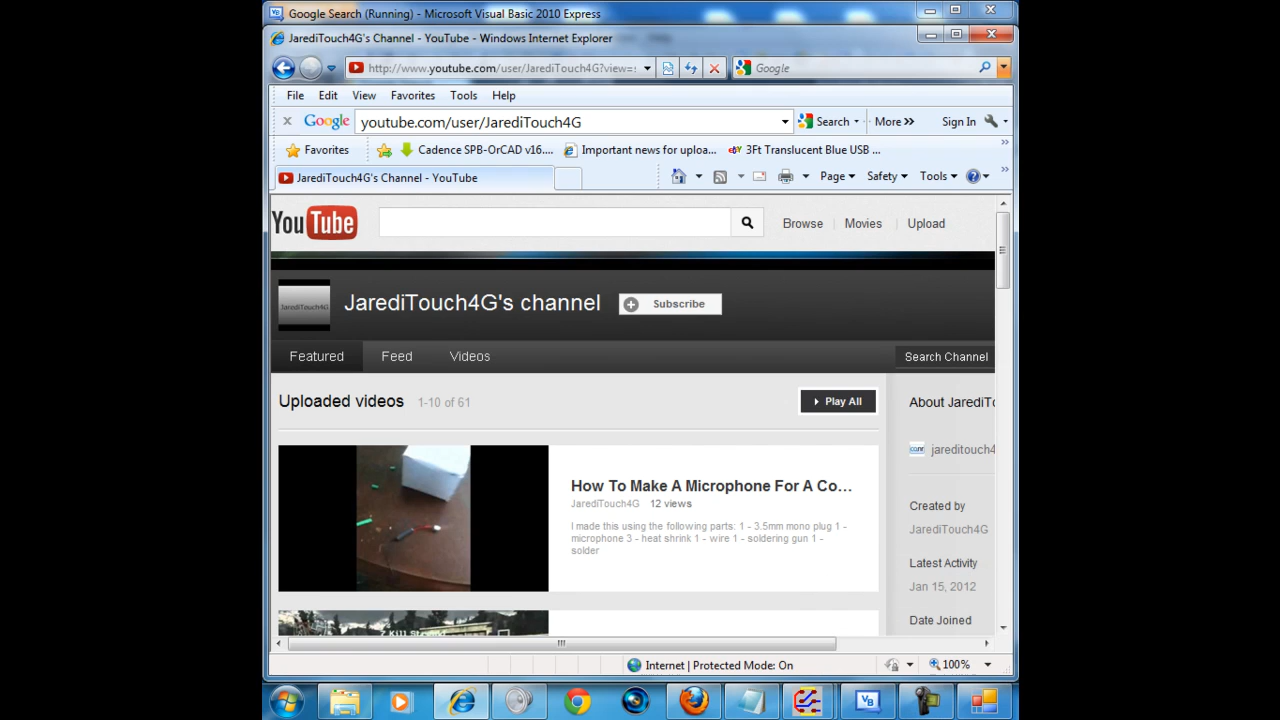 Google Search (Running) - Microsoft Visual Basic 2010 Express
JarediTouch4G's Channel - YouTube - Windows Internet Explorer
http://www.youtube.com/user/JarediTouch4G?view=
Google
File Edit View Favorites Tools Help
x Google youtube.com/user/JarediTouch4G Search More >> Sign In
Favorites Cadence SPB-OrCAD v16.... Important news for uploa... ebY 3Ft Translucent Blue USB ...
JarediTouch4G's Channel - YouTube Page Safety Tools
YouTube Browse Movies Upload
JarediTouch4G JarediTouch4G's channel Subscribe
Featured Feed Videos Search Channel
Uploaded videos 1-10 of 61 Play All
About JarediTo
jareditouch4
How To Make A Microphone For A Co...
JarediTouch4G 12 views
I made this using the following parts: 1 - 3.5mm mono plug 1 -
microphone 3 - heat shrink 1 - wire 1 - soldering gun 1 -
solder
Created by
JarediTouch4G
Latest Activity
Jan 15, 2012
Date Joined
7 Kill Streak
Internet | Protected Mode: On 100%
VB